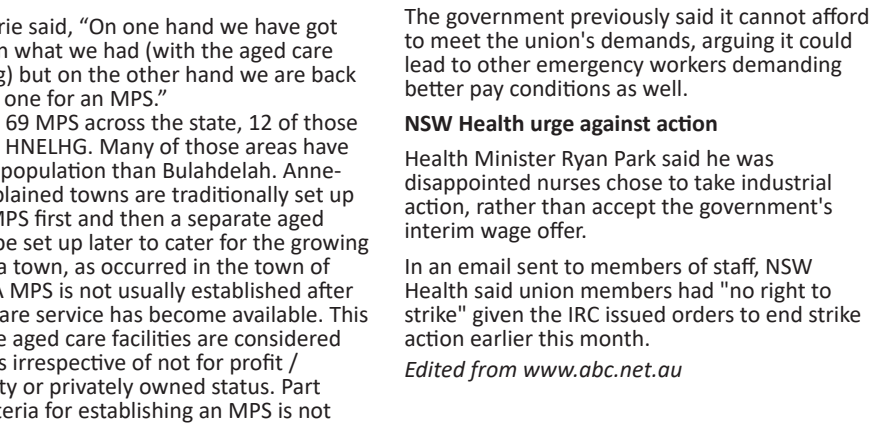 rie said, “On one hand we have got
n what we had (with the aged care
g) but on the other hand we are back
one for an MPS.”
69 MPS across the state, 12 of those
HNELHG. Many of those areas have
population than Bulahdelah. Anne-
plained towns are traditionally set up
MPS first and then a separate aged
be set up later to cater for the growing
a town, as occurred in the town of
A MPS is not usually established after
are service has become available. This
e aged care facilities are considered
s irrespective of not for profit /
ty or privately owned status. Part
teria for establishing an MPS is not
The government previously said it cannot afford
to meet the union's demands, arguing it could
lead to other emergency workers demanding
better pay conditions as well.
NSW Health urge against action
Health Minister Ryan Park said he was
disappointed nurses chose to take industrial
action, rather than accept the government's
interim wage offer.
In an email sent to members of staff, NSW
Health said union members had "no right to
strike" given the IRC issued orders to end strike
action earlier this month.
Edited from www.abc.net.au